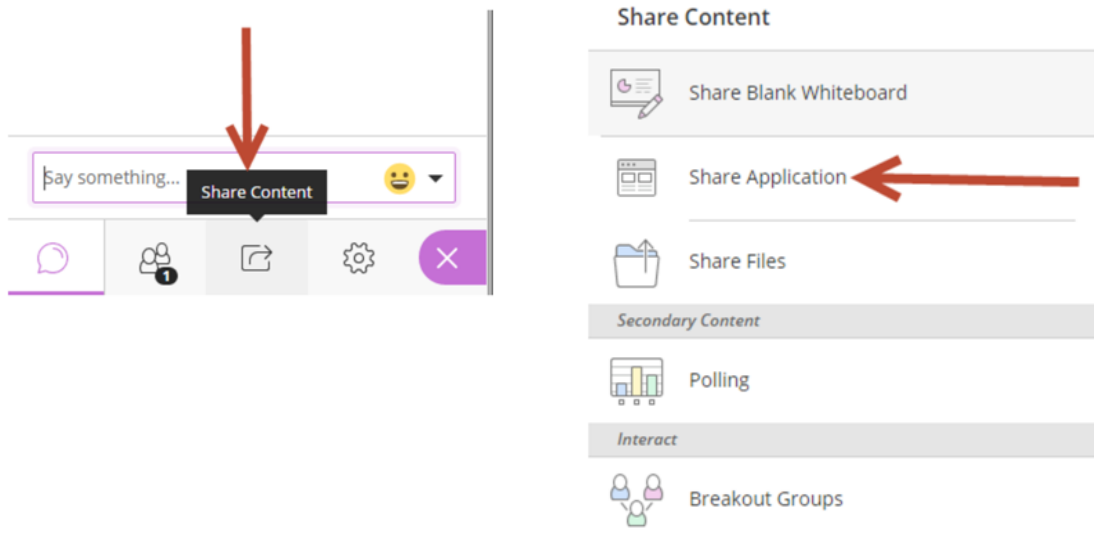 Say something...
Share Content
1
Share Content
Share Blank Whiteboard
Share Application
Share Files
Secondary Content
Polling
Interact
Breakout Groups